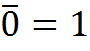 0̅ = 1